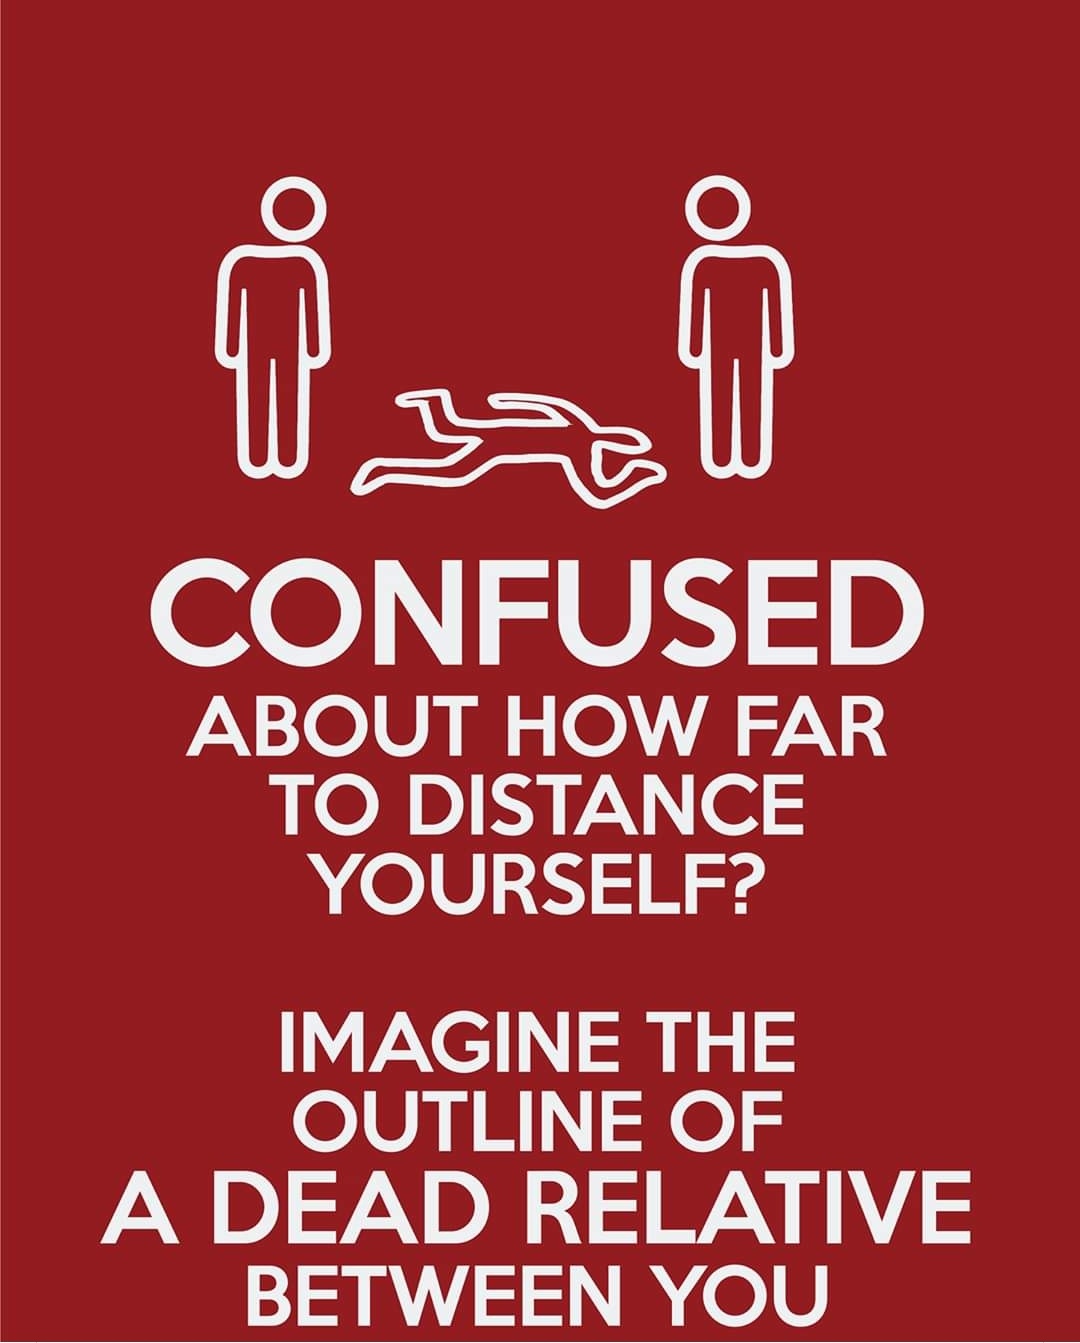 CONFUSED
ABOUT HOW FAR
TO DISTANCE
YOURSELF?
IMAGINE THE
OUTLINE OF
A DEAD RELATIVE
BETWEEN YOU